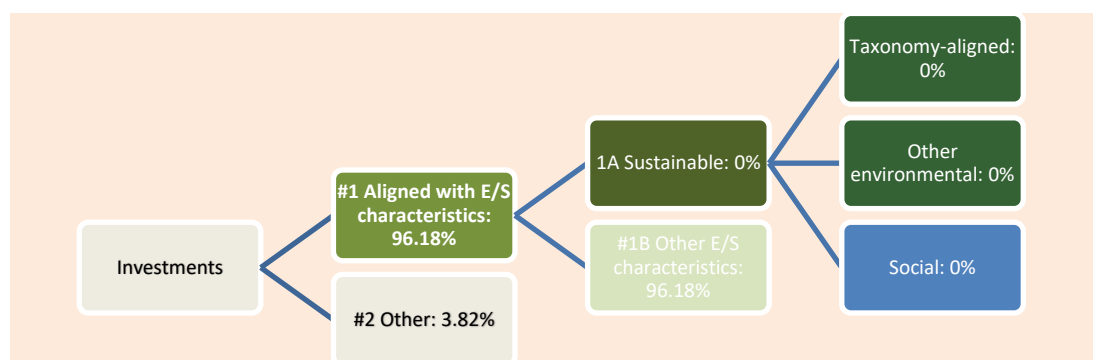 Investments
#1 Aligned with E/S
characteristics:
96.18%
#2 Other: 3.82%
1A Sustainable: 0%
#1B Other E/S
characteristics:
96.18%
Taxonomy-aligned:
0%
Other
environmental: 0%
Social: 0%